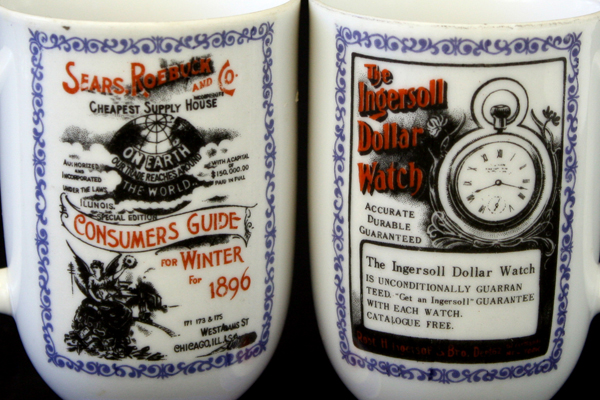 SEARS, ROEBUCK AND CO.
INCORPORATED
CHEAPEST SUPPLY HOUSE
ON EARTH
OUR TRADE REACHES AROUND
THE WORLD.
AUTHORIZED
AND
INCORPORATED
UNDER THE LAWS
ILLINOIS,
WITH A CAPITAL
OF
$150,000.00
PAID IN FULL
SPECIAL EDITION
CONSUMERS GUIDE
FOR WINTER
For 1896
171 173 & 175
WEST ADAMS ST
CHICAGO, ILL.
The
Ingersoll
Dollar
Watch
ACCURATE
DURABLE
GUARANTEED
The Ingersoll Dollar Watch
IS UNCONDITIONALLY GUARRAN
TEED. "Get an Ingersoll" GUARANTEE
WITH EACH WATCH.
CATALOGUE FREE.